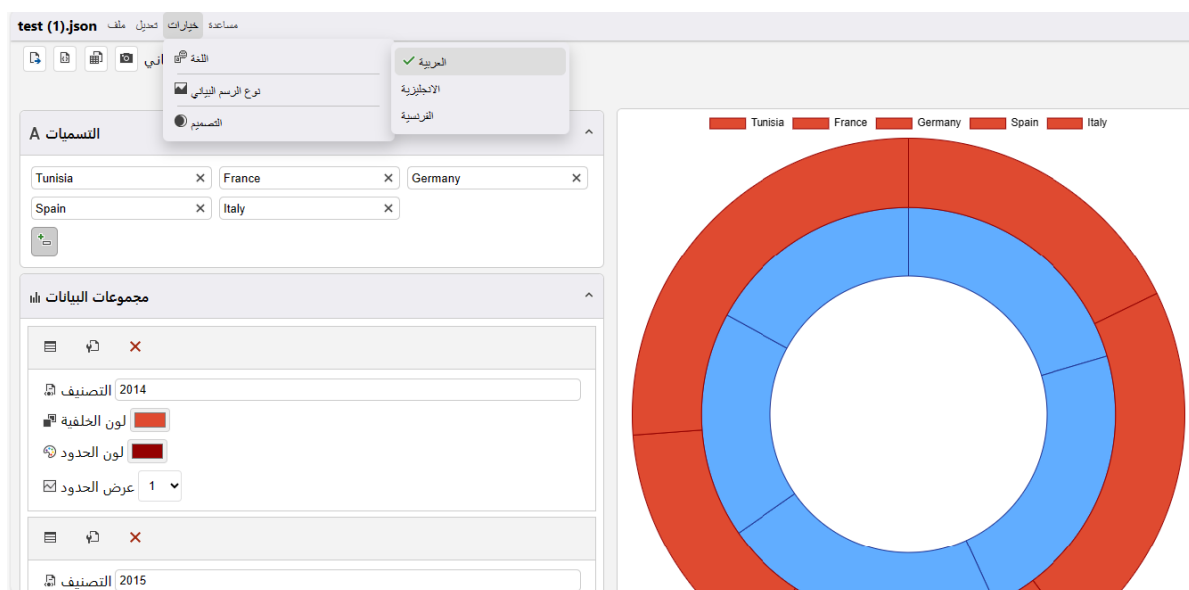 test (1).json ملف تعديل خيارات مساعدة
اللغة
نوع الرسم البياني
التصميم
العربية
الانجليزية
الفرنسية
التسميات
Tunisia
France
Germany
Spain
Italy
مجموعات البيانات
التصنيف 2014
لون الخلفية
لون الحدود
عرض الحدود 1
التصنيف 2015
Tunisia France Germany Spain Italy